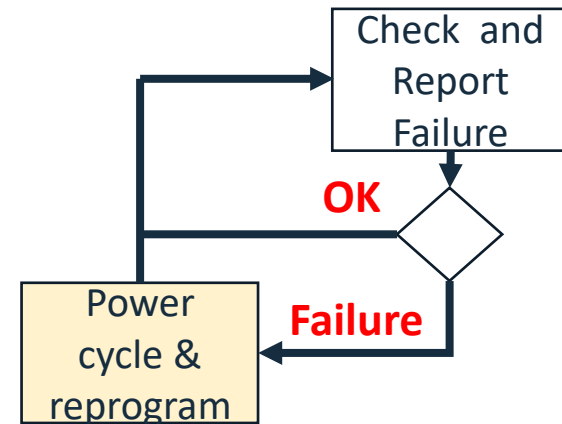 Check and
Report
Failure
OK
Failure
Power
cycle &
reprogram